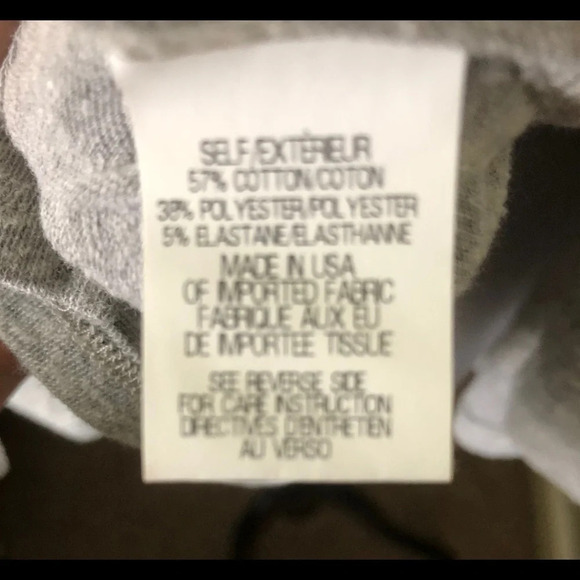 SELF/EXTÉRIEUR
57% COTTON/COTON
38% POLYESTER/POLYESTER
5% ELASTANE/ELASTHANNE
MADE IN USA
OF IMPORTED FABRIC
FABRIQUE AUX EU
DE IMPORTEE TISSUE
SEE REVERSE SIDE
FOR CARE INSTRUCTION
DIRECTIVES D'ENTRETIEN
AU VERSO